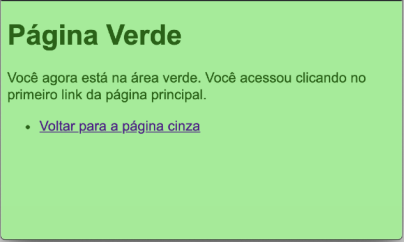 Página Verde
Você agora está na área verde. Você acessou clicando no
primeiro link da página principal.
Voltar para a página cinza